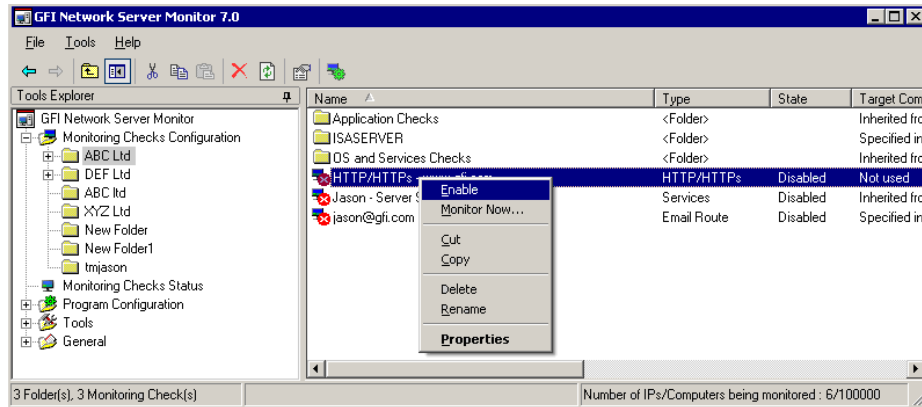 GFI Network Server Monitor 7.0
File Tools Help
Tools Explorer
GFI Network Server Monitor
Monitoring Checks Configuration
ABC Ltd
DEF Ltd
ABC ltd
XYZ Ltd
New Folder
New Folder1
tmjason
Monitoring Checks Status
Program Configuration
Tools
General
Name Type State Target Com
Application Checks <Folder> Inherited fro
ISASERVER <Folder> Specified in
OS and Services Checks <Folder> Inherited fro
HTTP/HTTPs - www.gfi.com HTTP/HTTPs Disabled Not used
Jason - Server S Services Disabled Inherited fro
jason@gfi.com Email Route Disabled Specified in
Enable
Monitor Now...
Cut
Copy
Delete
Rename
Properties
3 Folder(s), 3 Monitoring Check(s) Number of IPs/Computers being monitored : 6/100000